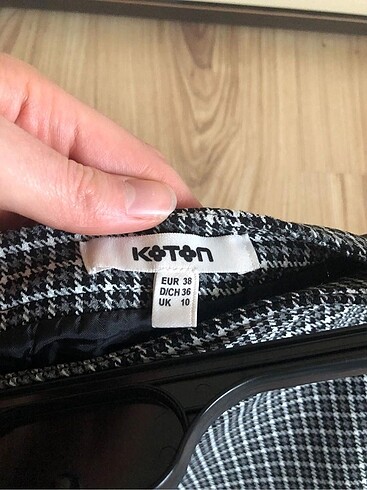 KOTON
EUR 38
D/CH 36
UK 10